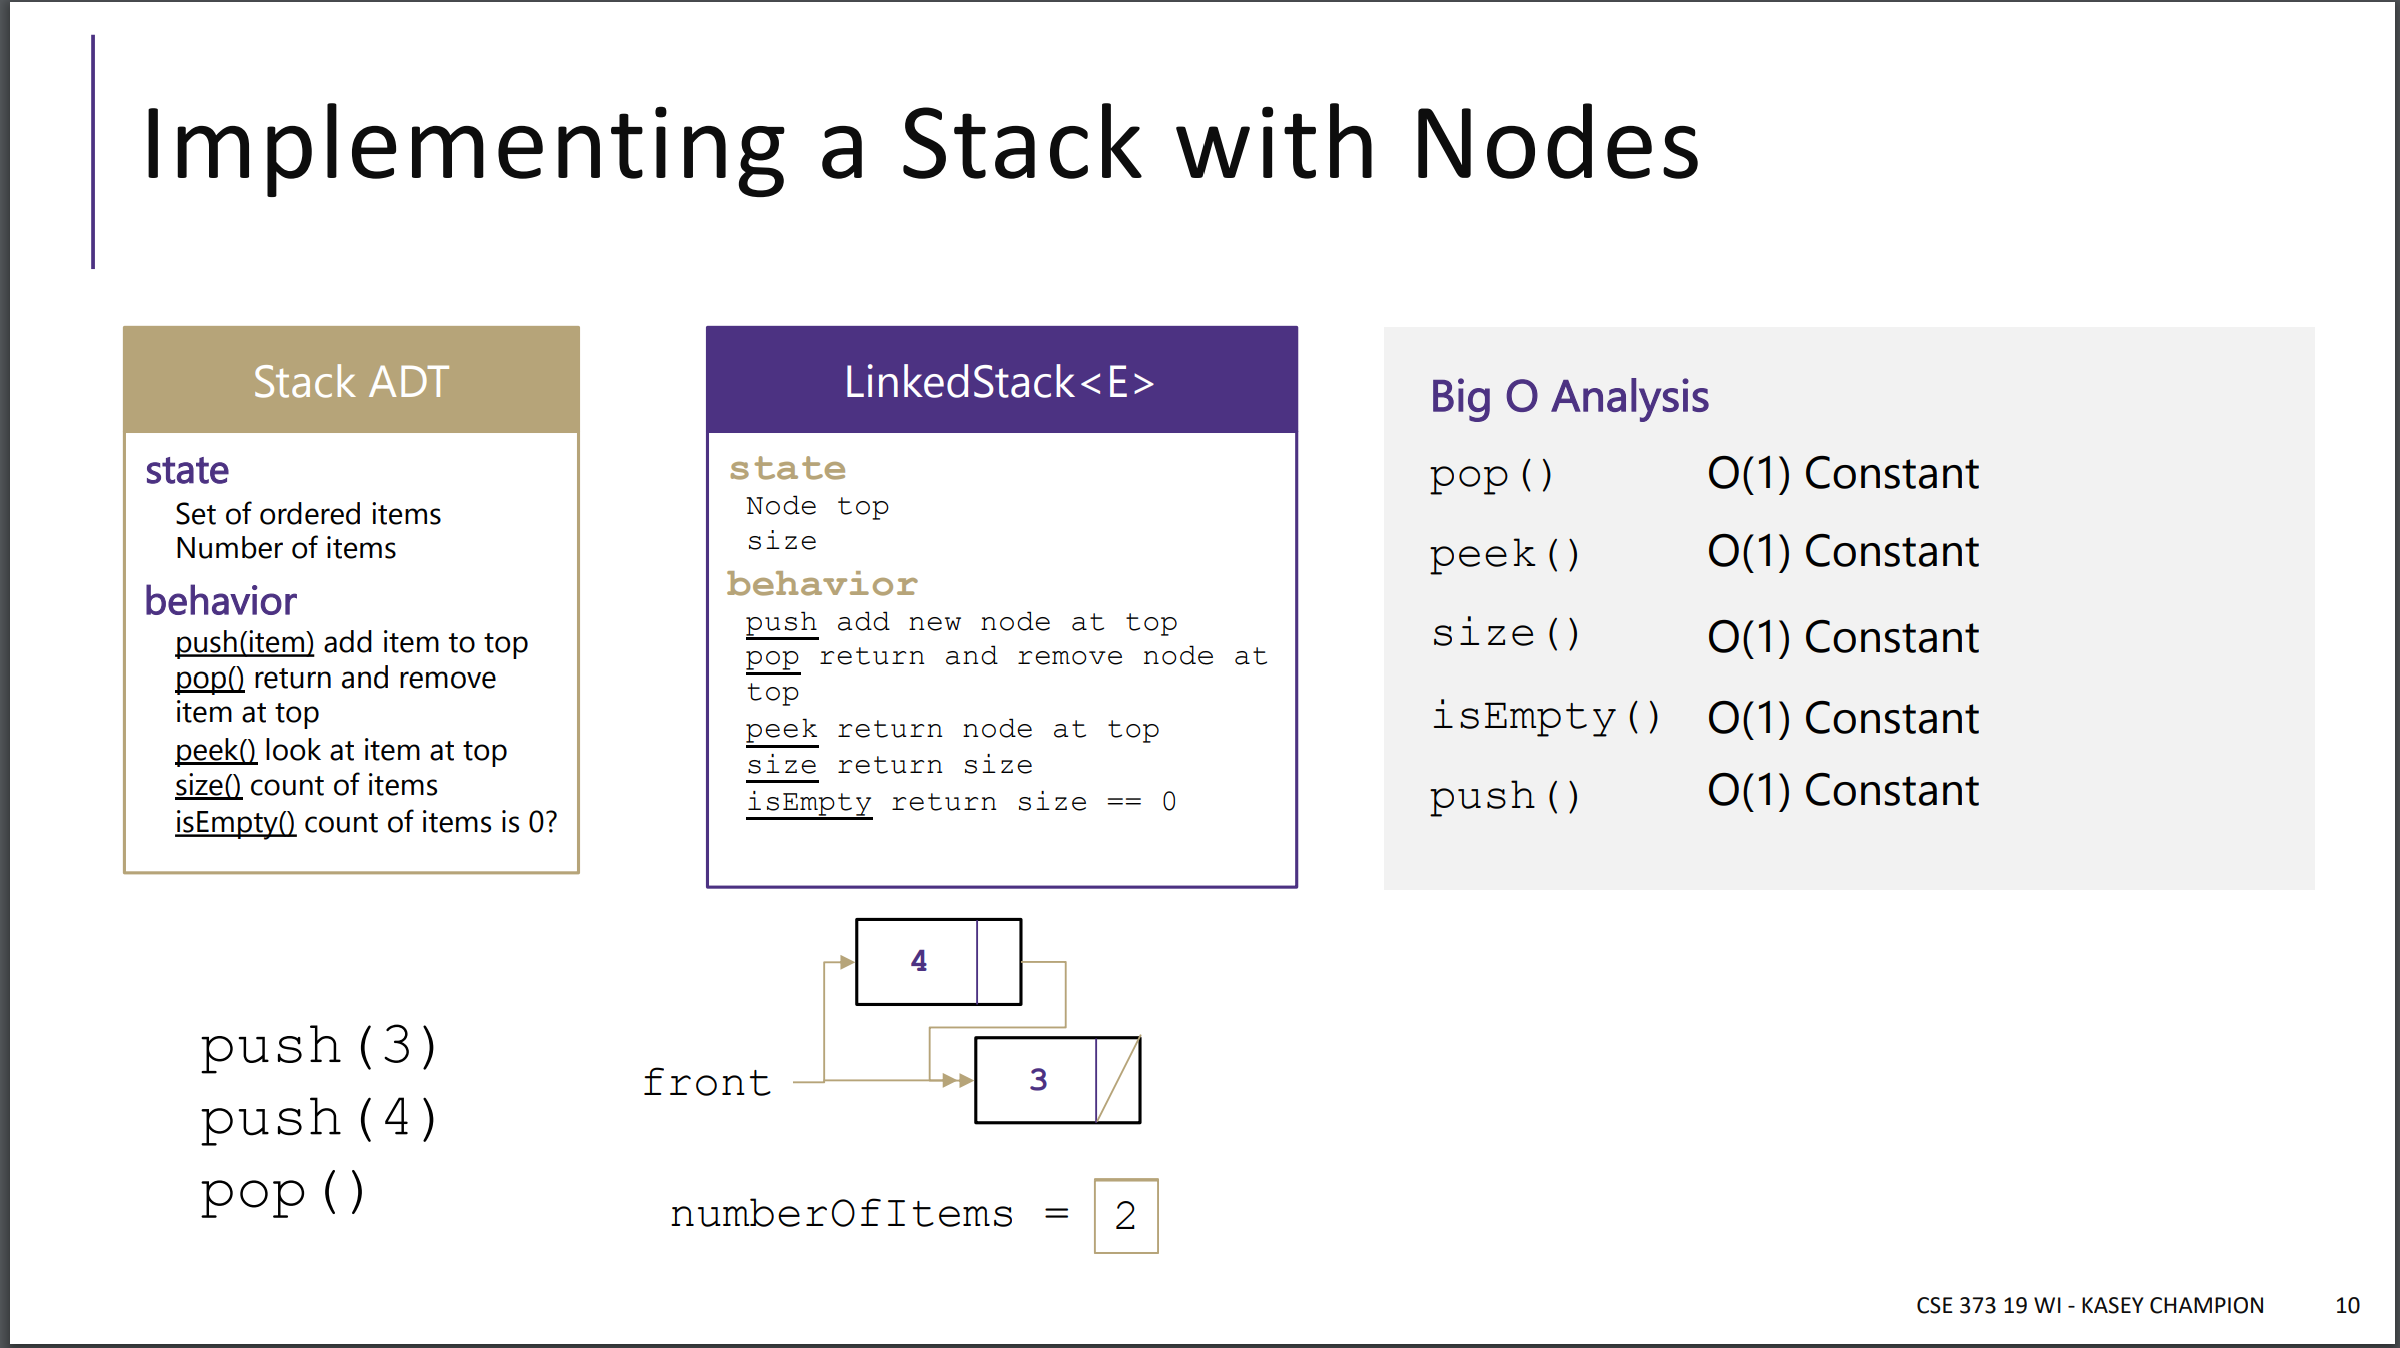 Implementing a Stack with Nodes
Stack ADT
state
Set of ordered items
Number of items
behavior
push(item) add item to top
pop() return and remove
item at top
peek() look at item at top
size() count of items
isEmpty() count of items is 0?
LinkedStack<E>
state
Node top
size
behavior
push add new node at top
pop return and remove node at
top
peek return node at top
size return size
isEmpty return size == 0
Big O Analysis
pop() O(1) Constant
peek() O(1) Constant
size() O(1) Constant
isEmpty() O(1) Constant
push() O(1) Constant
push(3)
push(4)
pop()
4
front
3
numberOfItems = 2
CSE 373 19 WI - KASEY CHAMPION 10